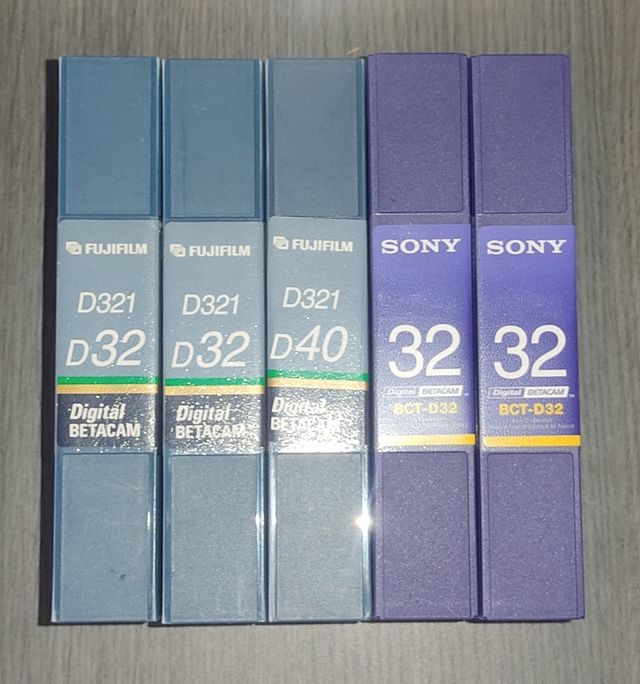 FUJIFILM
D321
D32
Digital
BETACAM
FUJIFILM
D321
D32
Digital
BETACAM
FUJIFILM
D321
D40
Digital
BETACAM
SONY
32
Digital BETACAM
BCT-D32
SONY
32
Digital BETACAM
BCT-D32